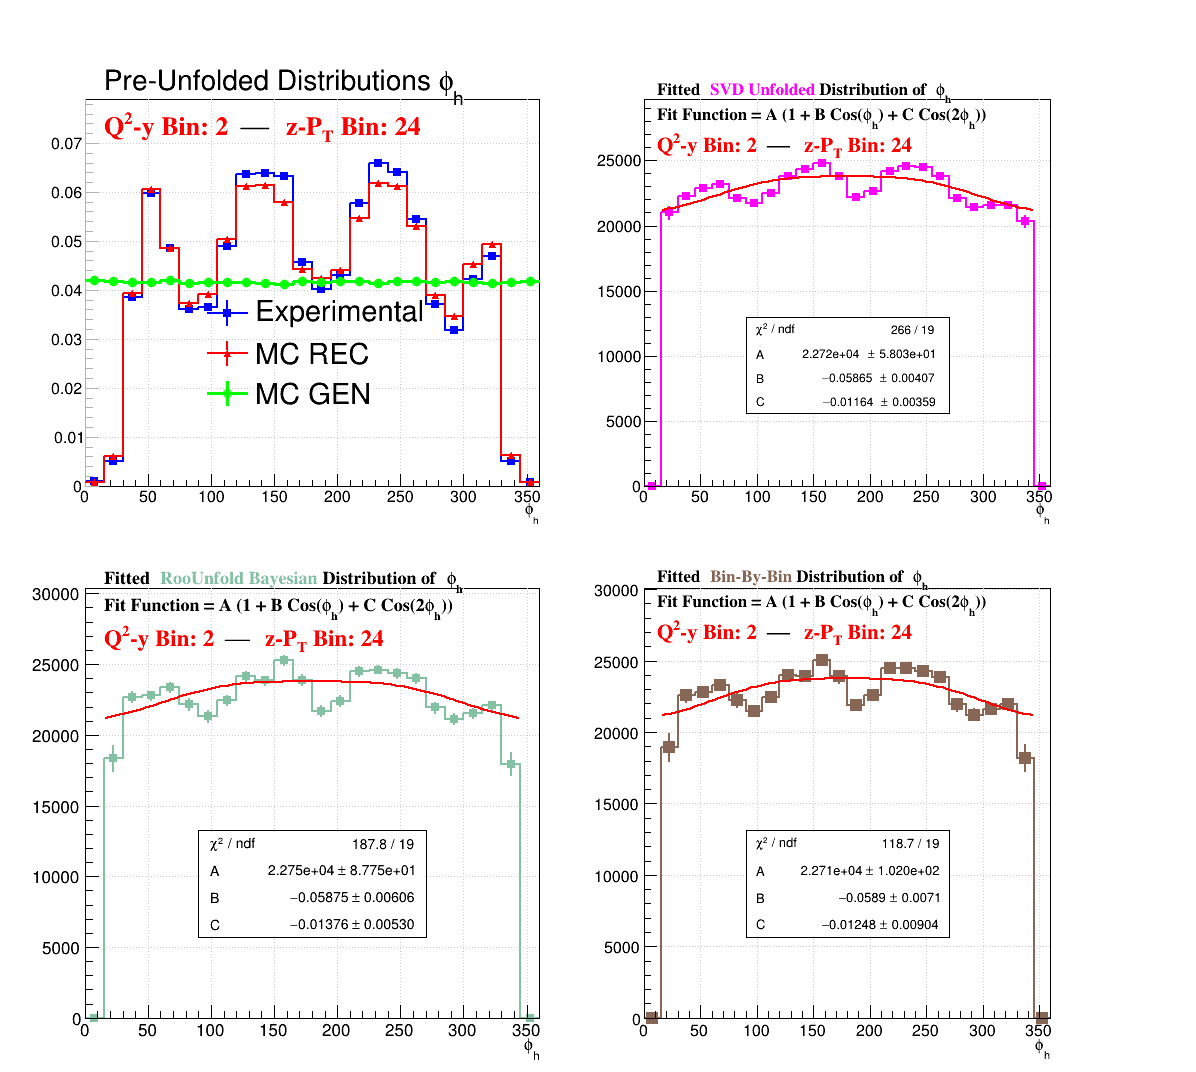 Pre-Unfolded Distributions ϕh
Q2-y Bin: 2 — z-PT Bin: 24
0.07
0.06
0.05
0.04
0.03
0.02
0.01
0
Experimental
MC REC
MC GEN
0 50 100 150 200 250 300 350
ϕh
Fitted SVD Unfolded Distribution of ϕh
Fit Function = A (1 + B Cos(ϕh) + C Cos(2ϕh))
Q2-y Bin: 2 — z-PT Bin: 24
25000
20000
15000
10000
5000
0
χ2 / ndf 266 / 19
A 2.272e+04 ± 5.803e+01
B −0.05865 ± 0.00407
C −0.01164 ± 0.00359
0 50 100 150 200 250 300 350
ϕh
Fitted RooUnfold Bayesian Distribution of ϕh
Fit Function = A (1 + B Cos(ϕh) + C Cos(2ϕh))
Q2-y Bin: 2 — z-PT Bin: 24
30000
25000
20000
15000
10000
5000
0
χ2 / ndf 187.8 / 19
A 2.275e+04 ± 8.775e+01
B −0.05875 ± 0.00606
C −0.01376 ± 0.00530
0 50 100 150 200 250 300 350
ϕh
Fitted Bin-By-Bin Distribution of ϕh
Fit Function = A (1 + B Cos(ϕh) + C Cos(2ϕh))
Q2-y Bin: 2 — z-PT Bin: 24
30000
25000
20000
15000
10000
5000
0
χ2 / ndf 118.7 / 19
A 2.271e+04 ± 1.020e+02
B −0.0589 ± 0.0071
C −0.01248 ± 0.00904
0 50 100 150 200 250 300 350
ϕh